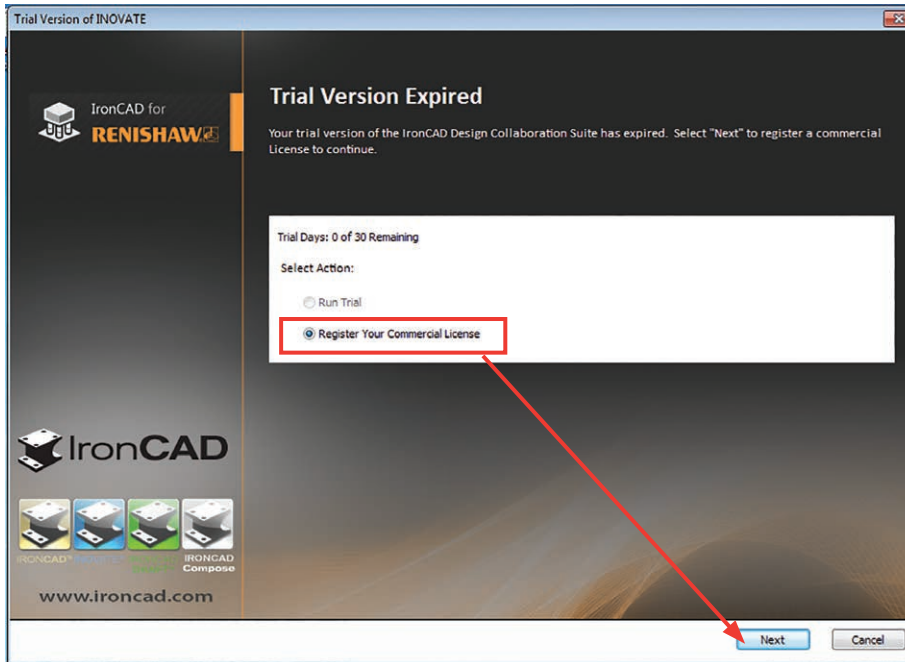 Trial Version of INOVATE
IronCAD for
RENISHAW
Trial Version Expired
Your trial version of the IronCAD Design Collaboration Suite has expired. Select "Next" to register a commercial
License to continue.
Trial Days: 0 of 30 Remaining
Select Action:
Run Trial
Register Your Commercial License
IronCAD
IRONCAD
IRONCAD
Compose
www.ironcad.com
Next
Cancel